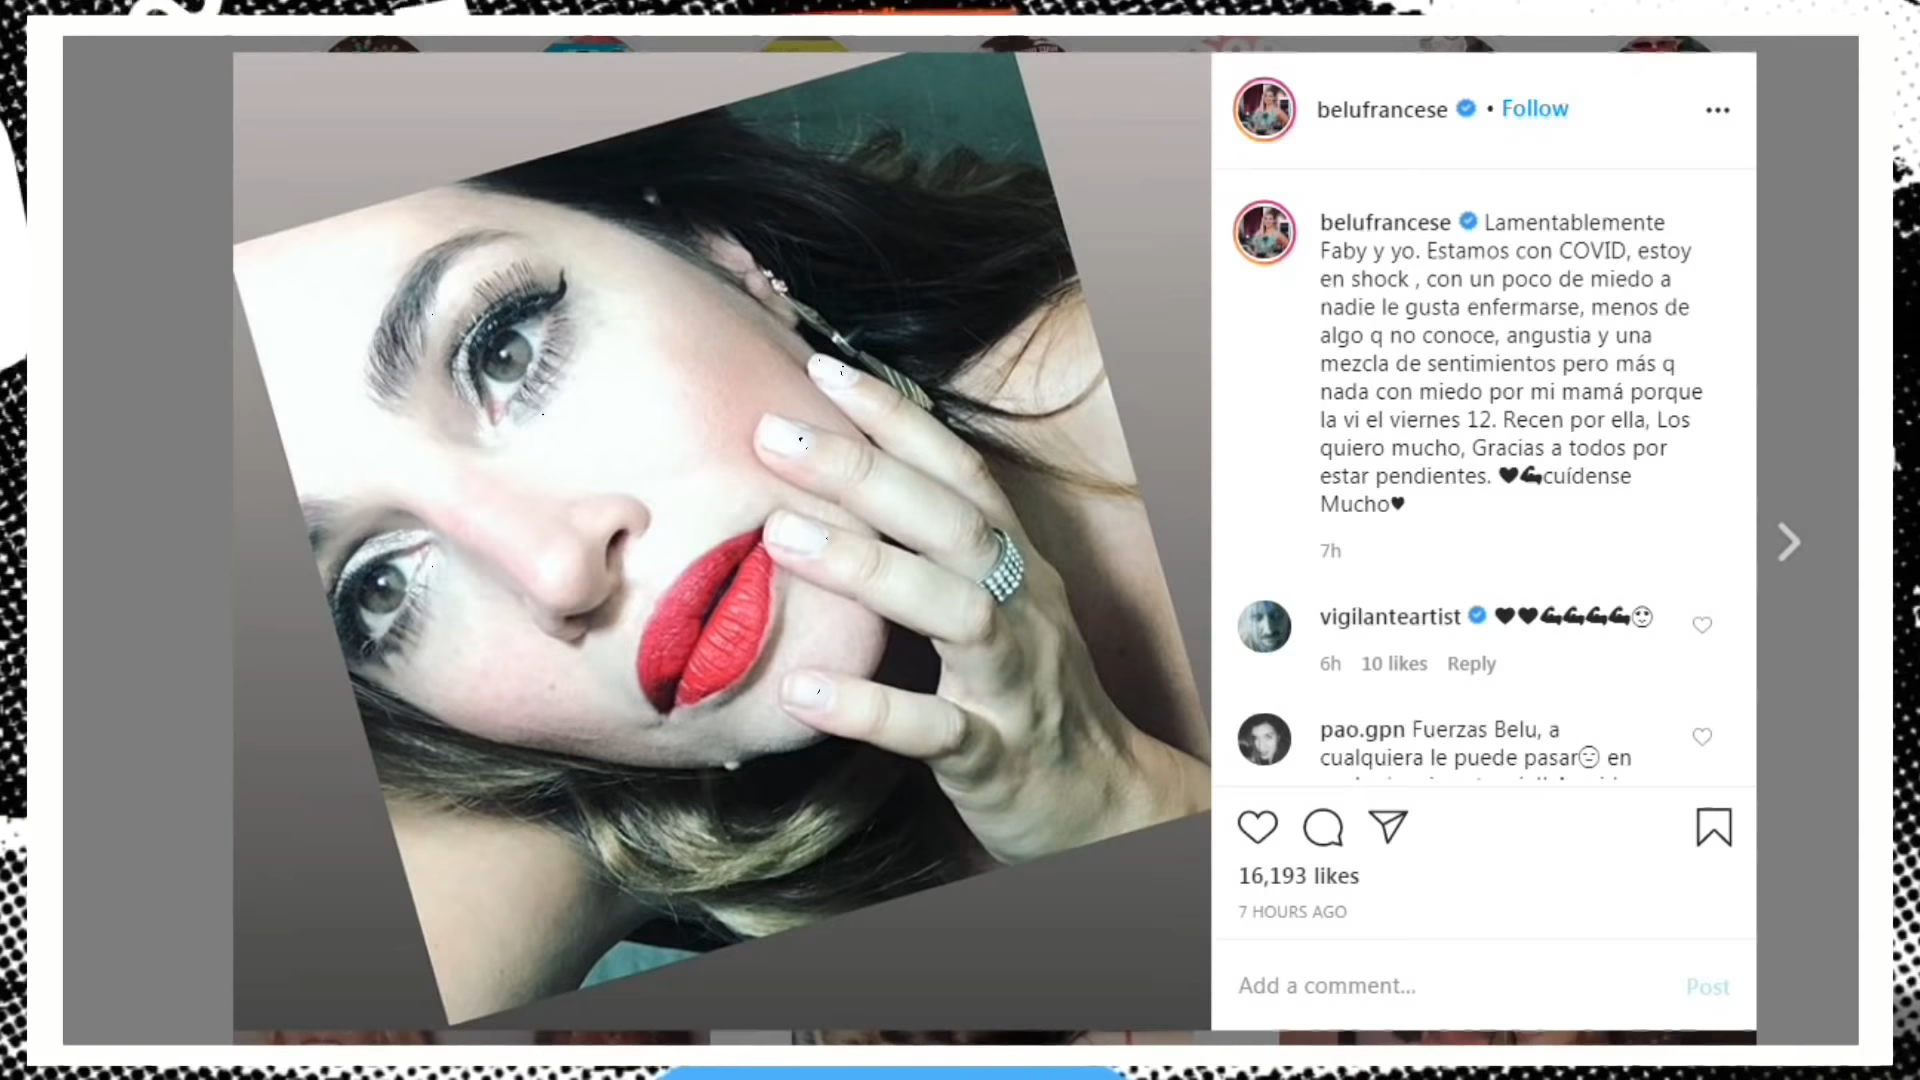 belufrancese • Follow
belufrancese Lamentablemente
Faby y yo. Estamos con COVID, estoy
en shock , con un poco de miedo a
nadie le gusta enfermarse, menos de
algo q no conoce, angustia y una
mezcla de sentimientos pero más q
nada con miedo por mi mamá porque
la vi el viernes 12. Recen por ella, Los
quiero mucho, Gracias a todos por
estar pendientes. ♥💪cuídense
Mucho♥
7h
vigilanteartist ♥♥💪💪💪💪☺
6h 10 likes Reply
pao.gpn Fuerzas Belu, a
cualquiera le puede pasar😔 en
16,193 likes
7 HOURS AGO
Add a comment...
Post